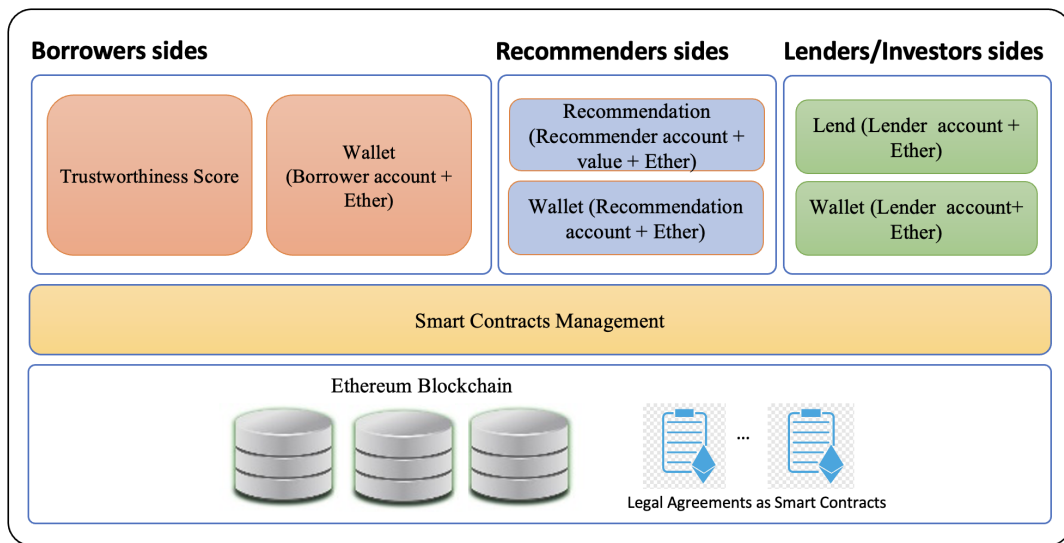 Borrowers sides
Recommenders sides
Lenders/Investors sides
Trustworthiness Score
Wallet
(Borrower account +
Ether)
Recommendation
(Recommender account +
value + Ether)
Wallet (Recommendation
account + Ether)
Lend (Lender account +
Ether)
Wallet (Lender account+
Ether)
Smart Contracts Management
Ethereum Blockchain
...
Legal Agreements as Smart Contracts